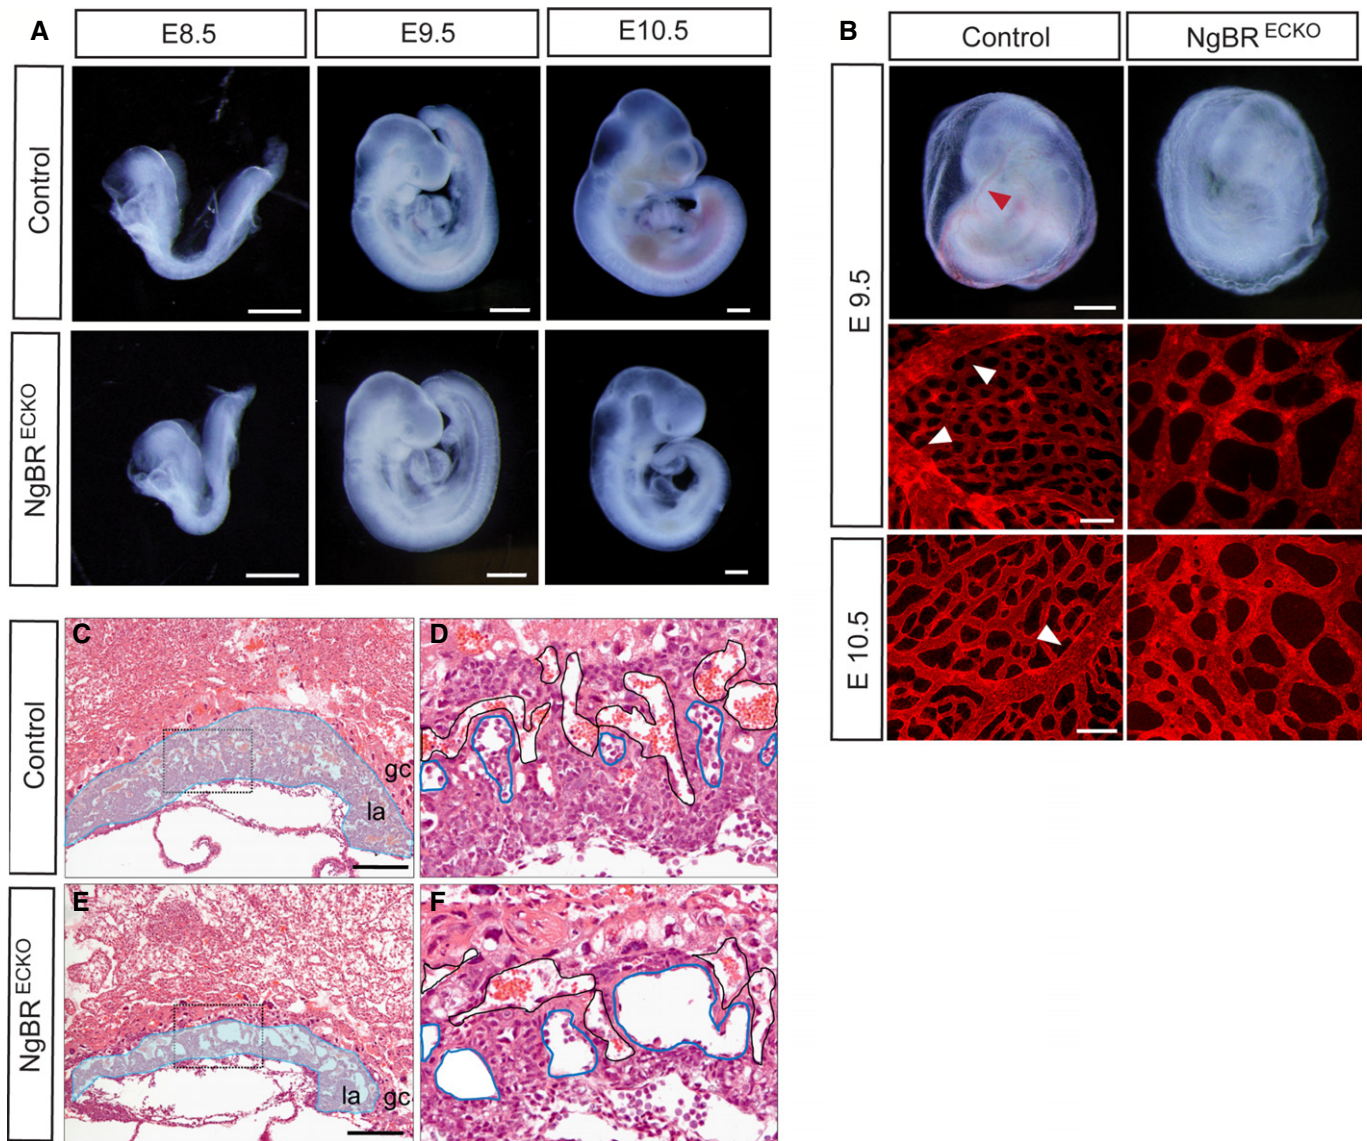 A
E8.5
E9.5
E10.5
Control
NgBR ECKO
B
Control
NgBR ECKO
E 9.5
E 10.5
Control
C
gc
la
D
NgBR ECKO
E
la
gc
F